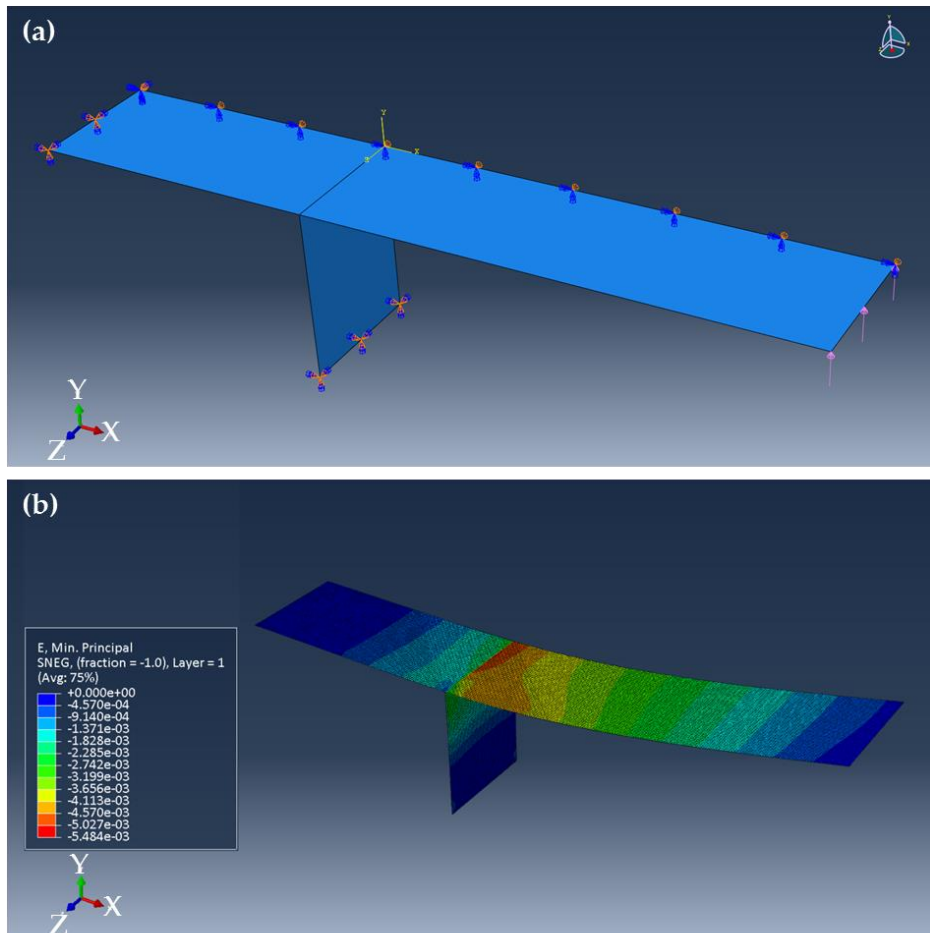 (a)
Y
X
Z
Y
Z
X
(b)
E, Min. Principal
SNEG, (fraction = -1.0), Layer = 1
(Avg: 75%)
+0.000e+00
-4.570e-04
-9.140e-04
-1.371e-03
-1.828e-03
-2.285e-03
-2.742e-03
-3.199e-03
-3.656e-03
-4.113e-03
-4.570e-03
-5.027e-03
-5.484e-03
Y
Z
X